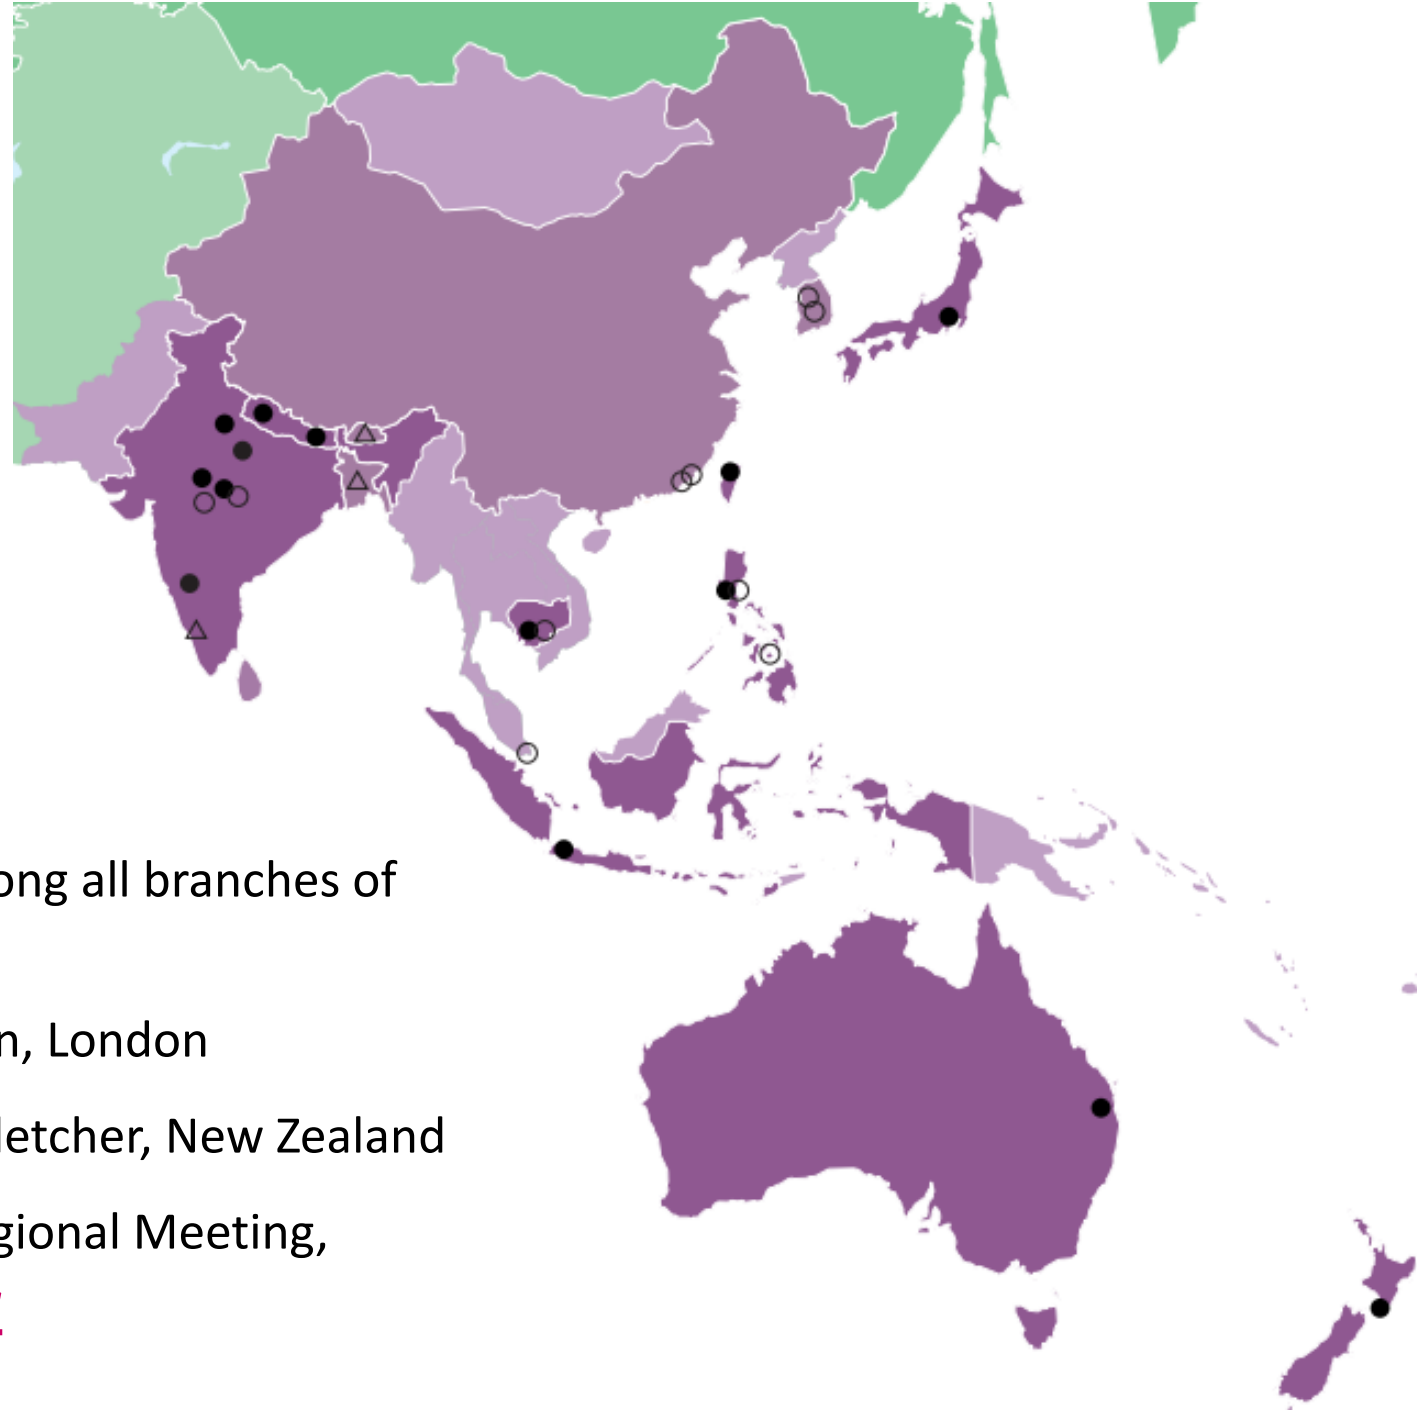 ong all branches of
n, London
letcher, New Zealand
gional Meeting,